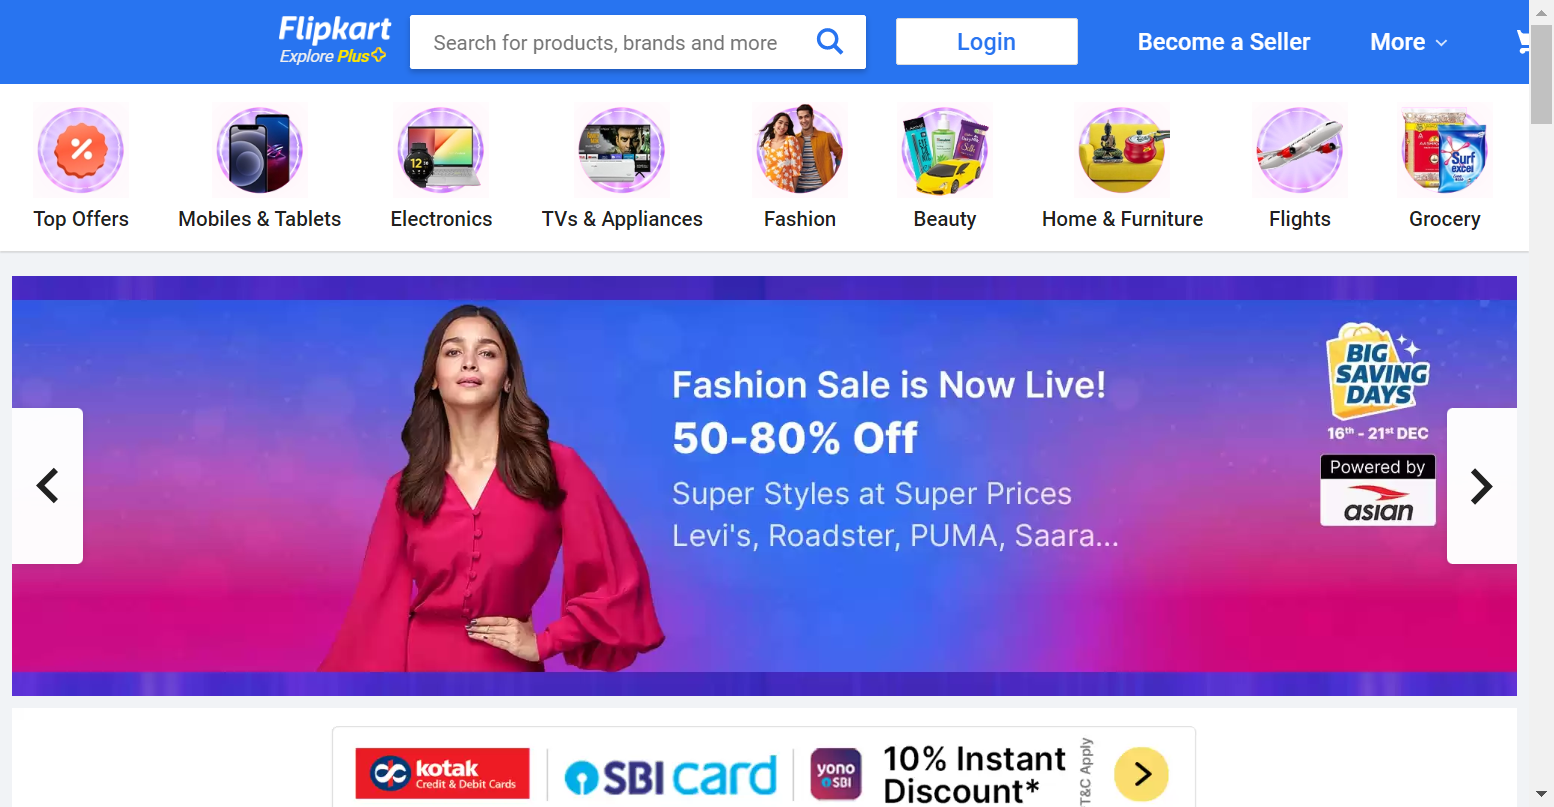 Flipkart
Explore Plus
Search for products, brands and more
Login
Become a Seller
More
12
Surf
excel
Top Offers
Mobiles & Tablets
Electronics
TVs & Appliances
Fashion
Beauty
Home & Furniture
Flights
Grocery
Fashion Sale is Now Live!
50-80% Off
Super Styles at Super Prices
Levi's, Roadster, PUMA, Saara...
BIG
SAVING
DAYS
16th - 21st DEC
Powered by
asian
kotak
Credit & Debit Cards
SBI card
yono
SBI
10% Instant
Discount*
T&C Apply